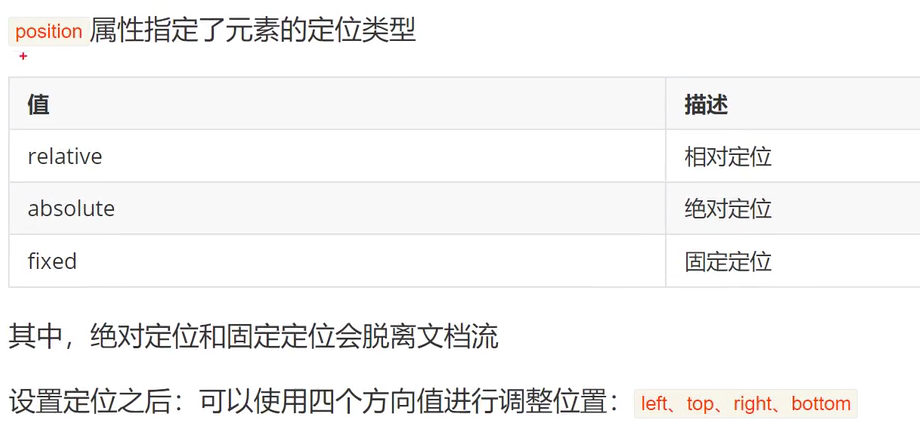 position属性指定了元素的定位类型
值 描述
relative 相对定位
absolute 绝对定位
fixed 固定定位
其中，绝对定位和固定定位会脱离文档流
设置定位之后：可以使用四个方向值进行调整位置：left、top、right、bottom